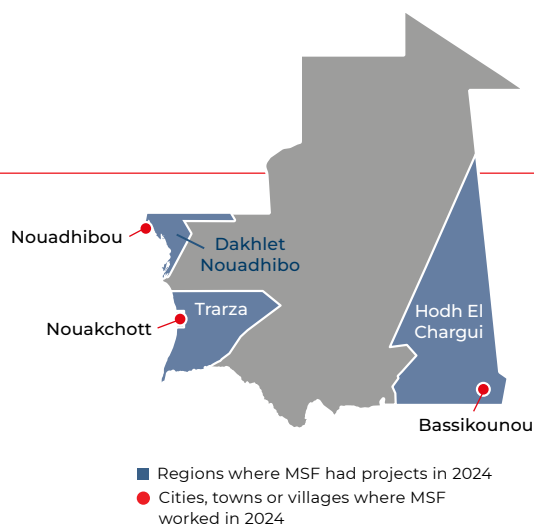 Nouadhibou
Dakhlet
Nouadhibo
Nouakchott
Trarza
Hodh El
Chargui
Bassikounou
Regions where MSF had projects in 2024
Cities, towns or villages where MSF
worked in 2024